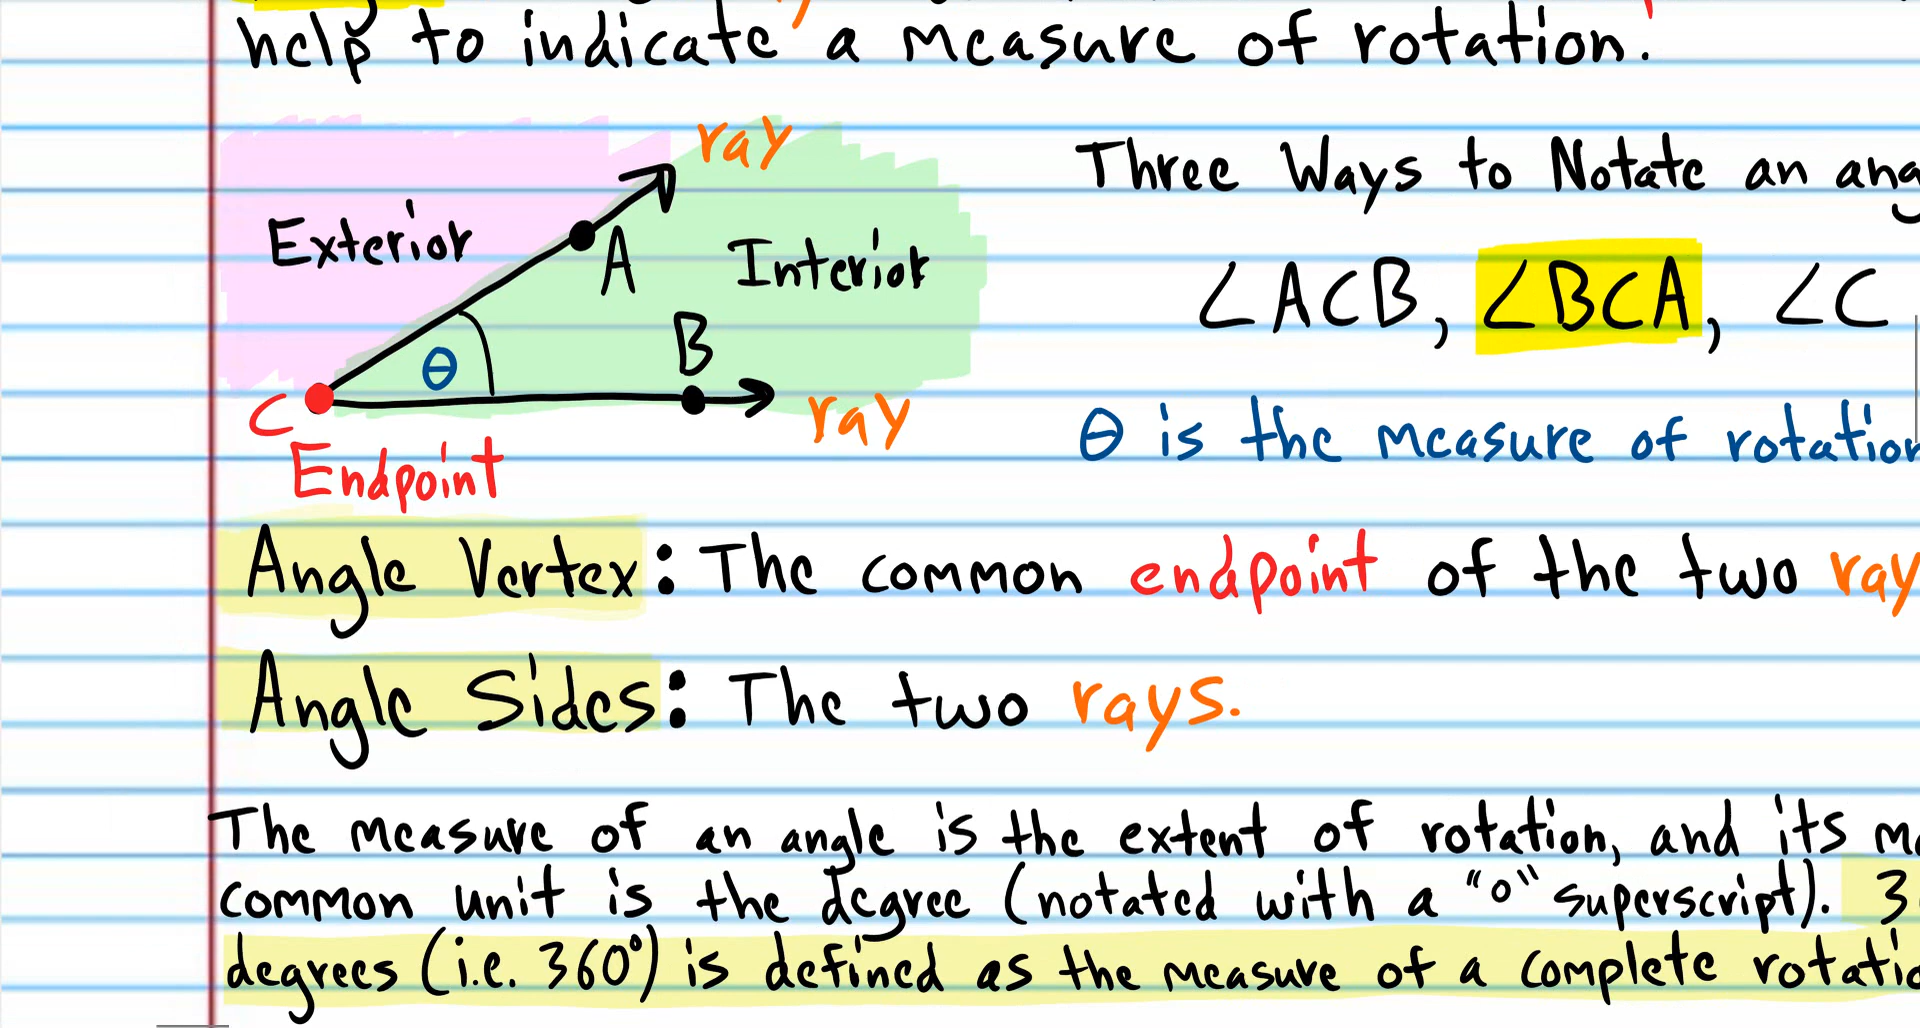 help to indicate a measure of rotation.
ray
Three Ways to Notate an ang
Exterior
A
Interior
∠ACB, ∠BCA, ∠C
B
θ
C
ray
θ is the measure of rotation
Endpoint
Angle Vertex: The common endpoint of the two ray
Angle Sides: The two rays.
The measure of an angle is the extent of rotation, and its
common unit is the degree (notated with a "o" superscript). 3
degrees (i.e. 360°) is defined as the measure of a complete rotatio